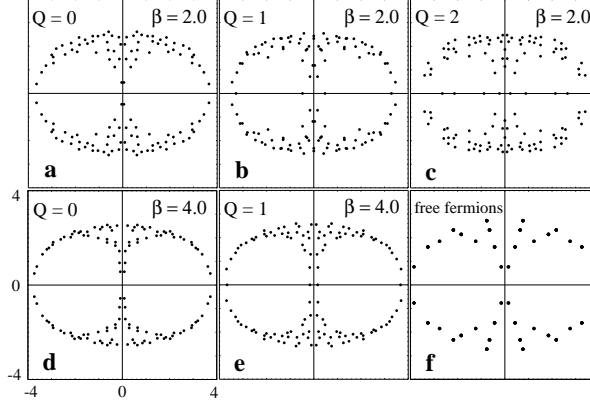 Q = 0 β = 2.0
a
Q = 1 β = 2.0
b
Q = 2 β = 2.0
c
4
Q = 0 β = 4.0
d
Q = 1 β = 4.0
e
free fermions
f
0
-4
-4 0 4